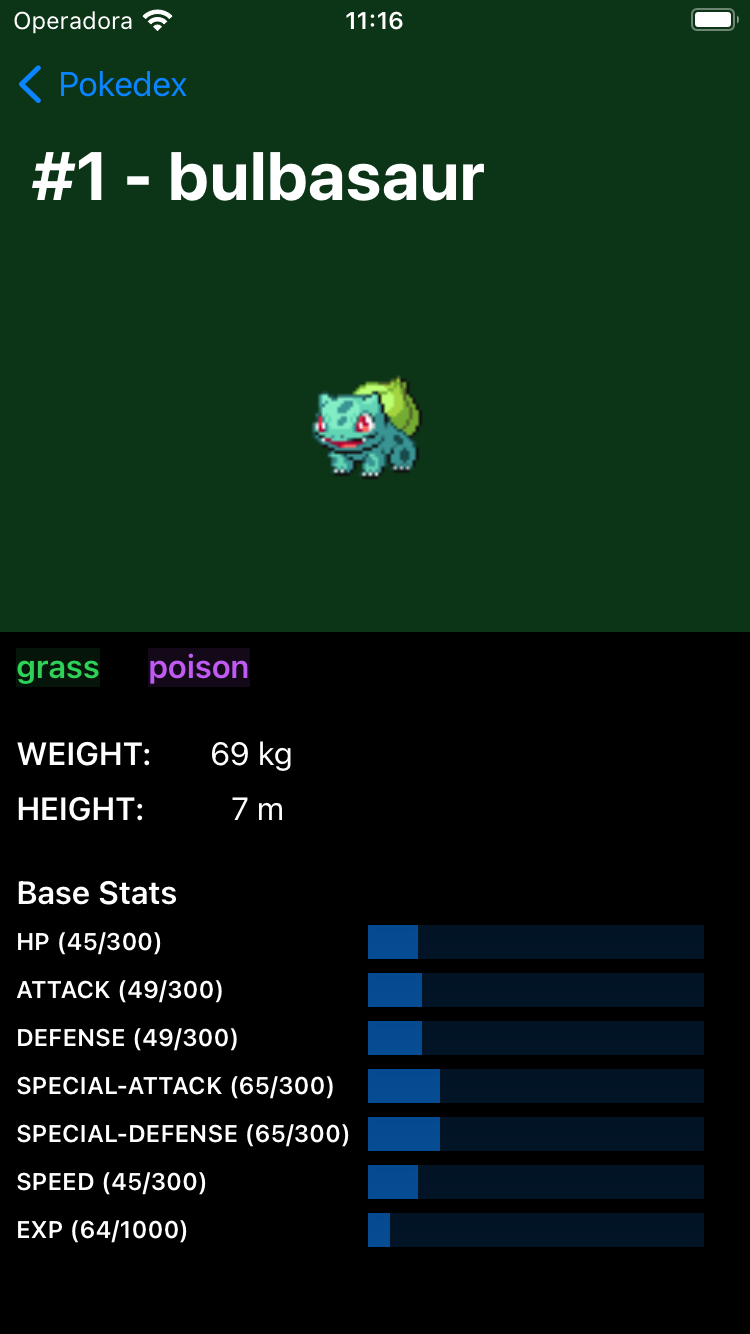 Operadora 11:16
Pokedex
#1 - bulbasaur
grass poison
WEIGHT: 69 kg
HEIGHT: 7 m
Base Stats
HP (45/300)
ATTACK (49/300)
DEFENSE (49/300)
SPECIAL-ATTACK (65/300)
SPECIAL-DEFENSE (65/300)
SPEED (45/300)
EXP (64/1000)